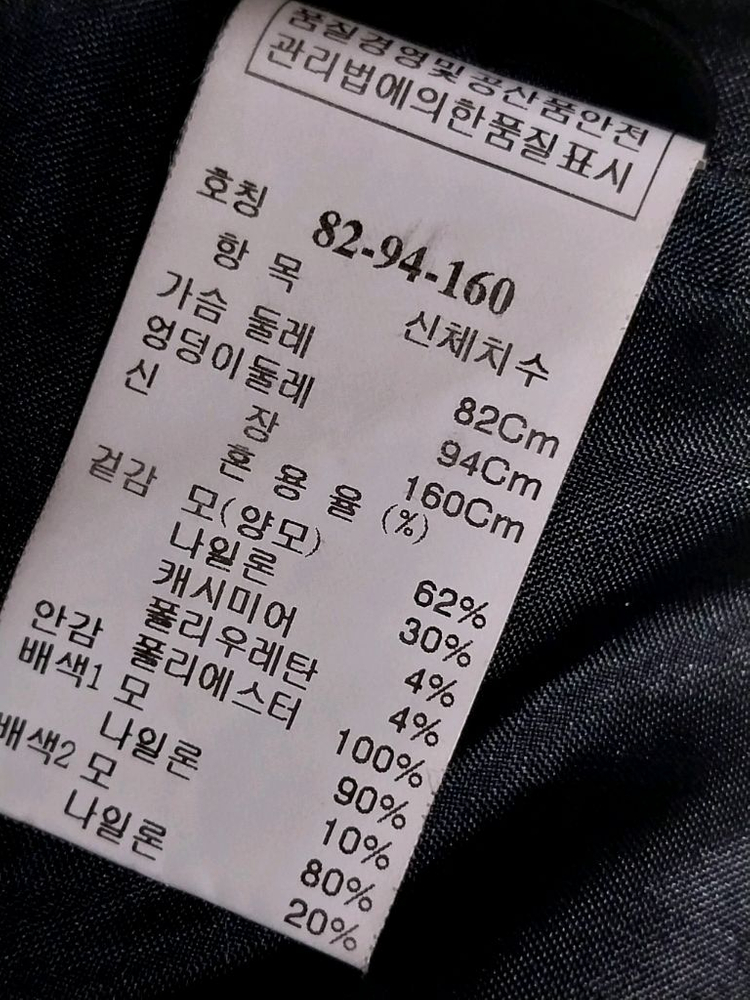 품질경영및공산품안전
관리법에의한품질표시
호칭 82-94-160
항 목 신체치수
가슴 둘레 82Cm
엉덩이둘레 94Cm
신 장 160Cm
혼 용 율 (%)
겉감 모(양모) 62%
나일론 30%
캐시미어 4%
폴리우레탄 4%
안감 폴리에스터 100%
배색1 모 90%
나일론 10%
배색2 모 80%
나일론 20%